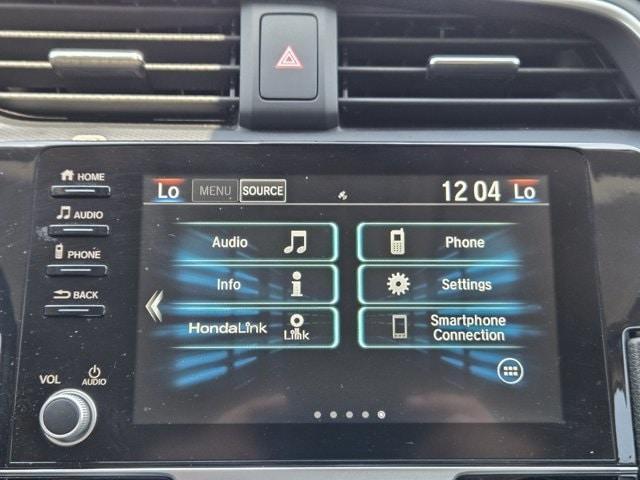 HOME
AUDIO
PHONE
BACK
VOL AUDIO
Lo MENU SOURCE 12 04 Lo
Audio Phone
Info Settings
HondaLink Link Smartphone
Connection